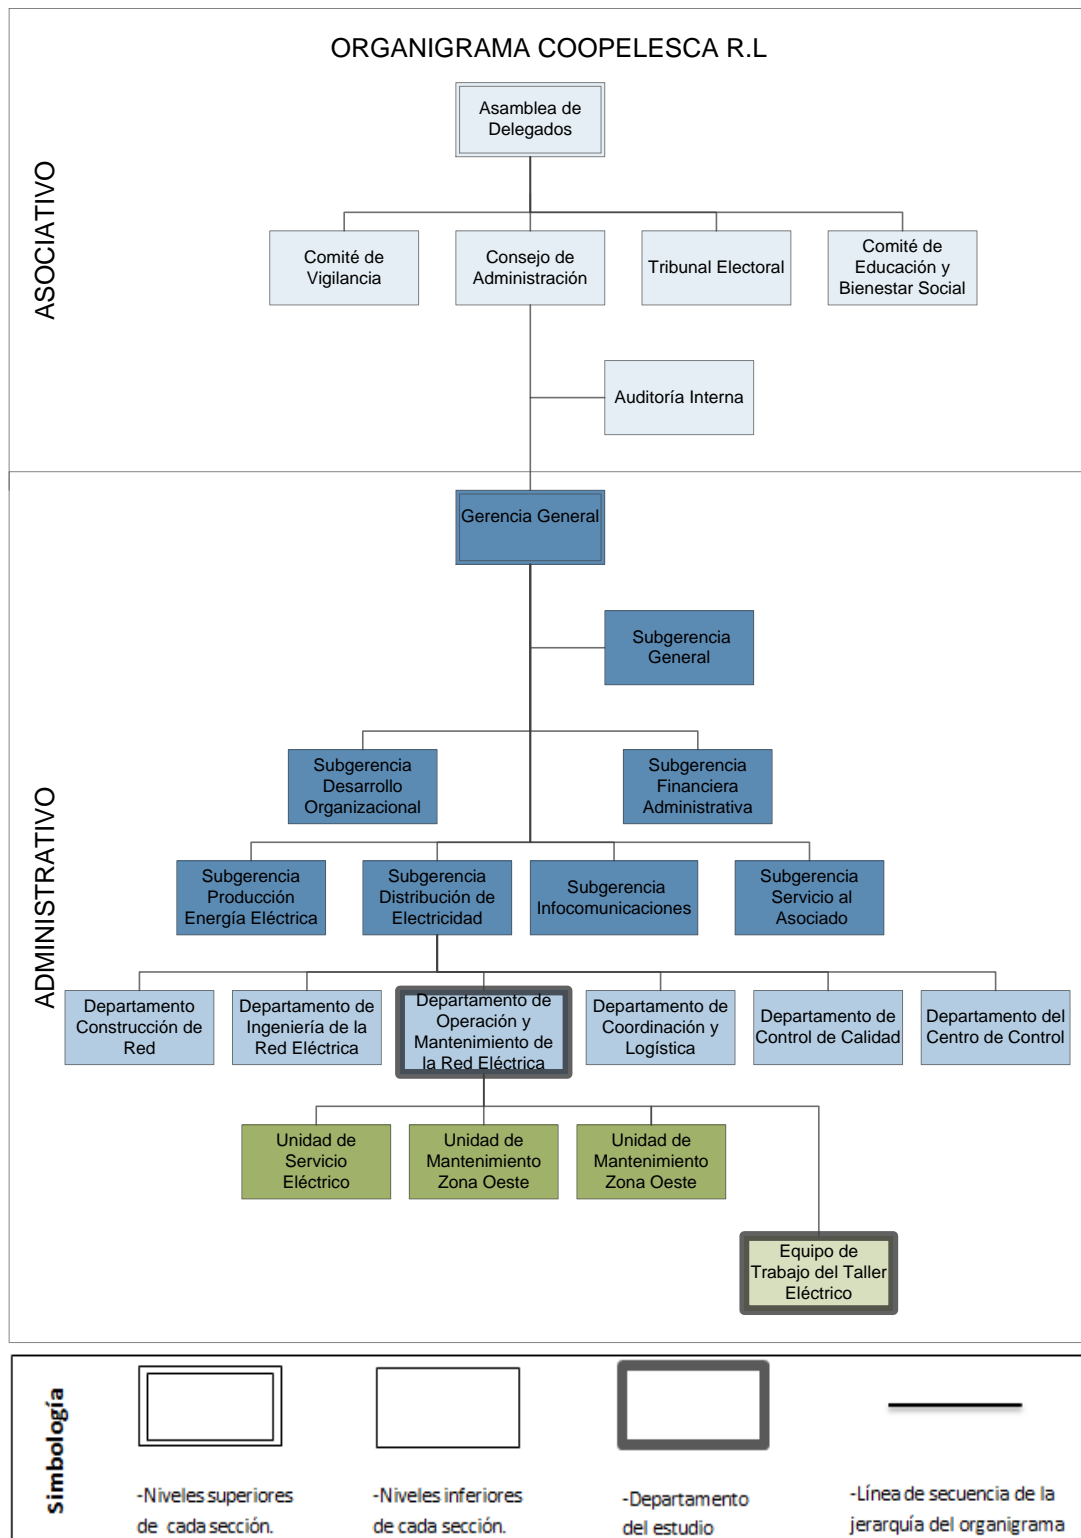 ORGANIGRAMA COOPELESCA R.L
ASOCIATIVO
Asamblea de
Delegados
Comité de
Vigilancia
Consejo de
Administración
Tribunal Electoral
Comité de
Educación y
Bienestar Social
Auditoría Interna
ADMINISTRATIVO
Gerencia General
Subgerencia
General
Subgerencia
Desarrollo
Organizacional
Subgerencia
Financiera
Administrativa
Subgerencia
Producción
Energía Eléctrica
Subgerencia
Distribución de
Electricidad
Subgerencia
Infocomunicaciones
Subgerencia
Servicio al
Asociado
Departamento
Construcción de
Red
Departamento de
Ingeniería de la
Red Eléctrica
Departamento de
Operación y
Mantenimiento de
la Red Eléctrica
Departamento de
Coordinación y
Logística
Departamento de
Control de Calidad
Departamento del
Centro de Control
Unidad de
Servicio
Eléctrico
Unidad de
Mantenimiento
Zona Oeste
Unidad de
Mantenimiento
Zona Oeste
Equipo de
Trabajo del Taller
Eléctrico
Simbología
-Niveles superiores
de cada sección.
-Niveles inferiores
de cada sección.
-Departamento
del estudio
-Línea de secuencia de la
jerarquía del organigrama